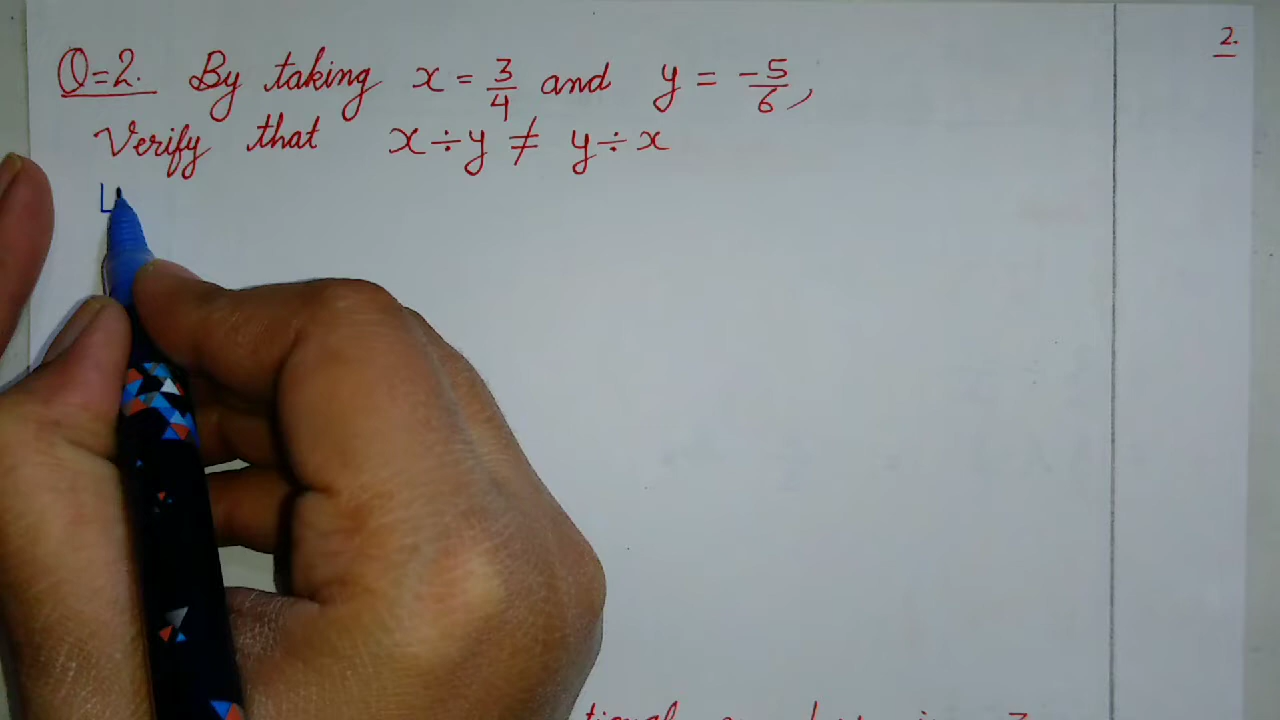 2.
Q=2. By taking x = 3/4 and y = -5/6,
Verify that x ÷ y ≠ y ÷ x
L